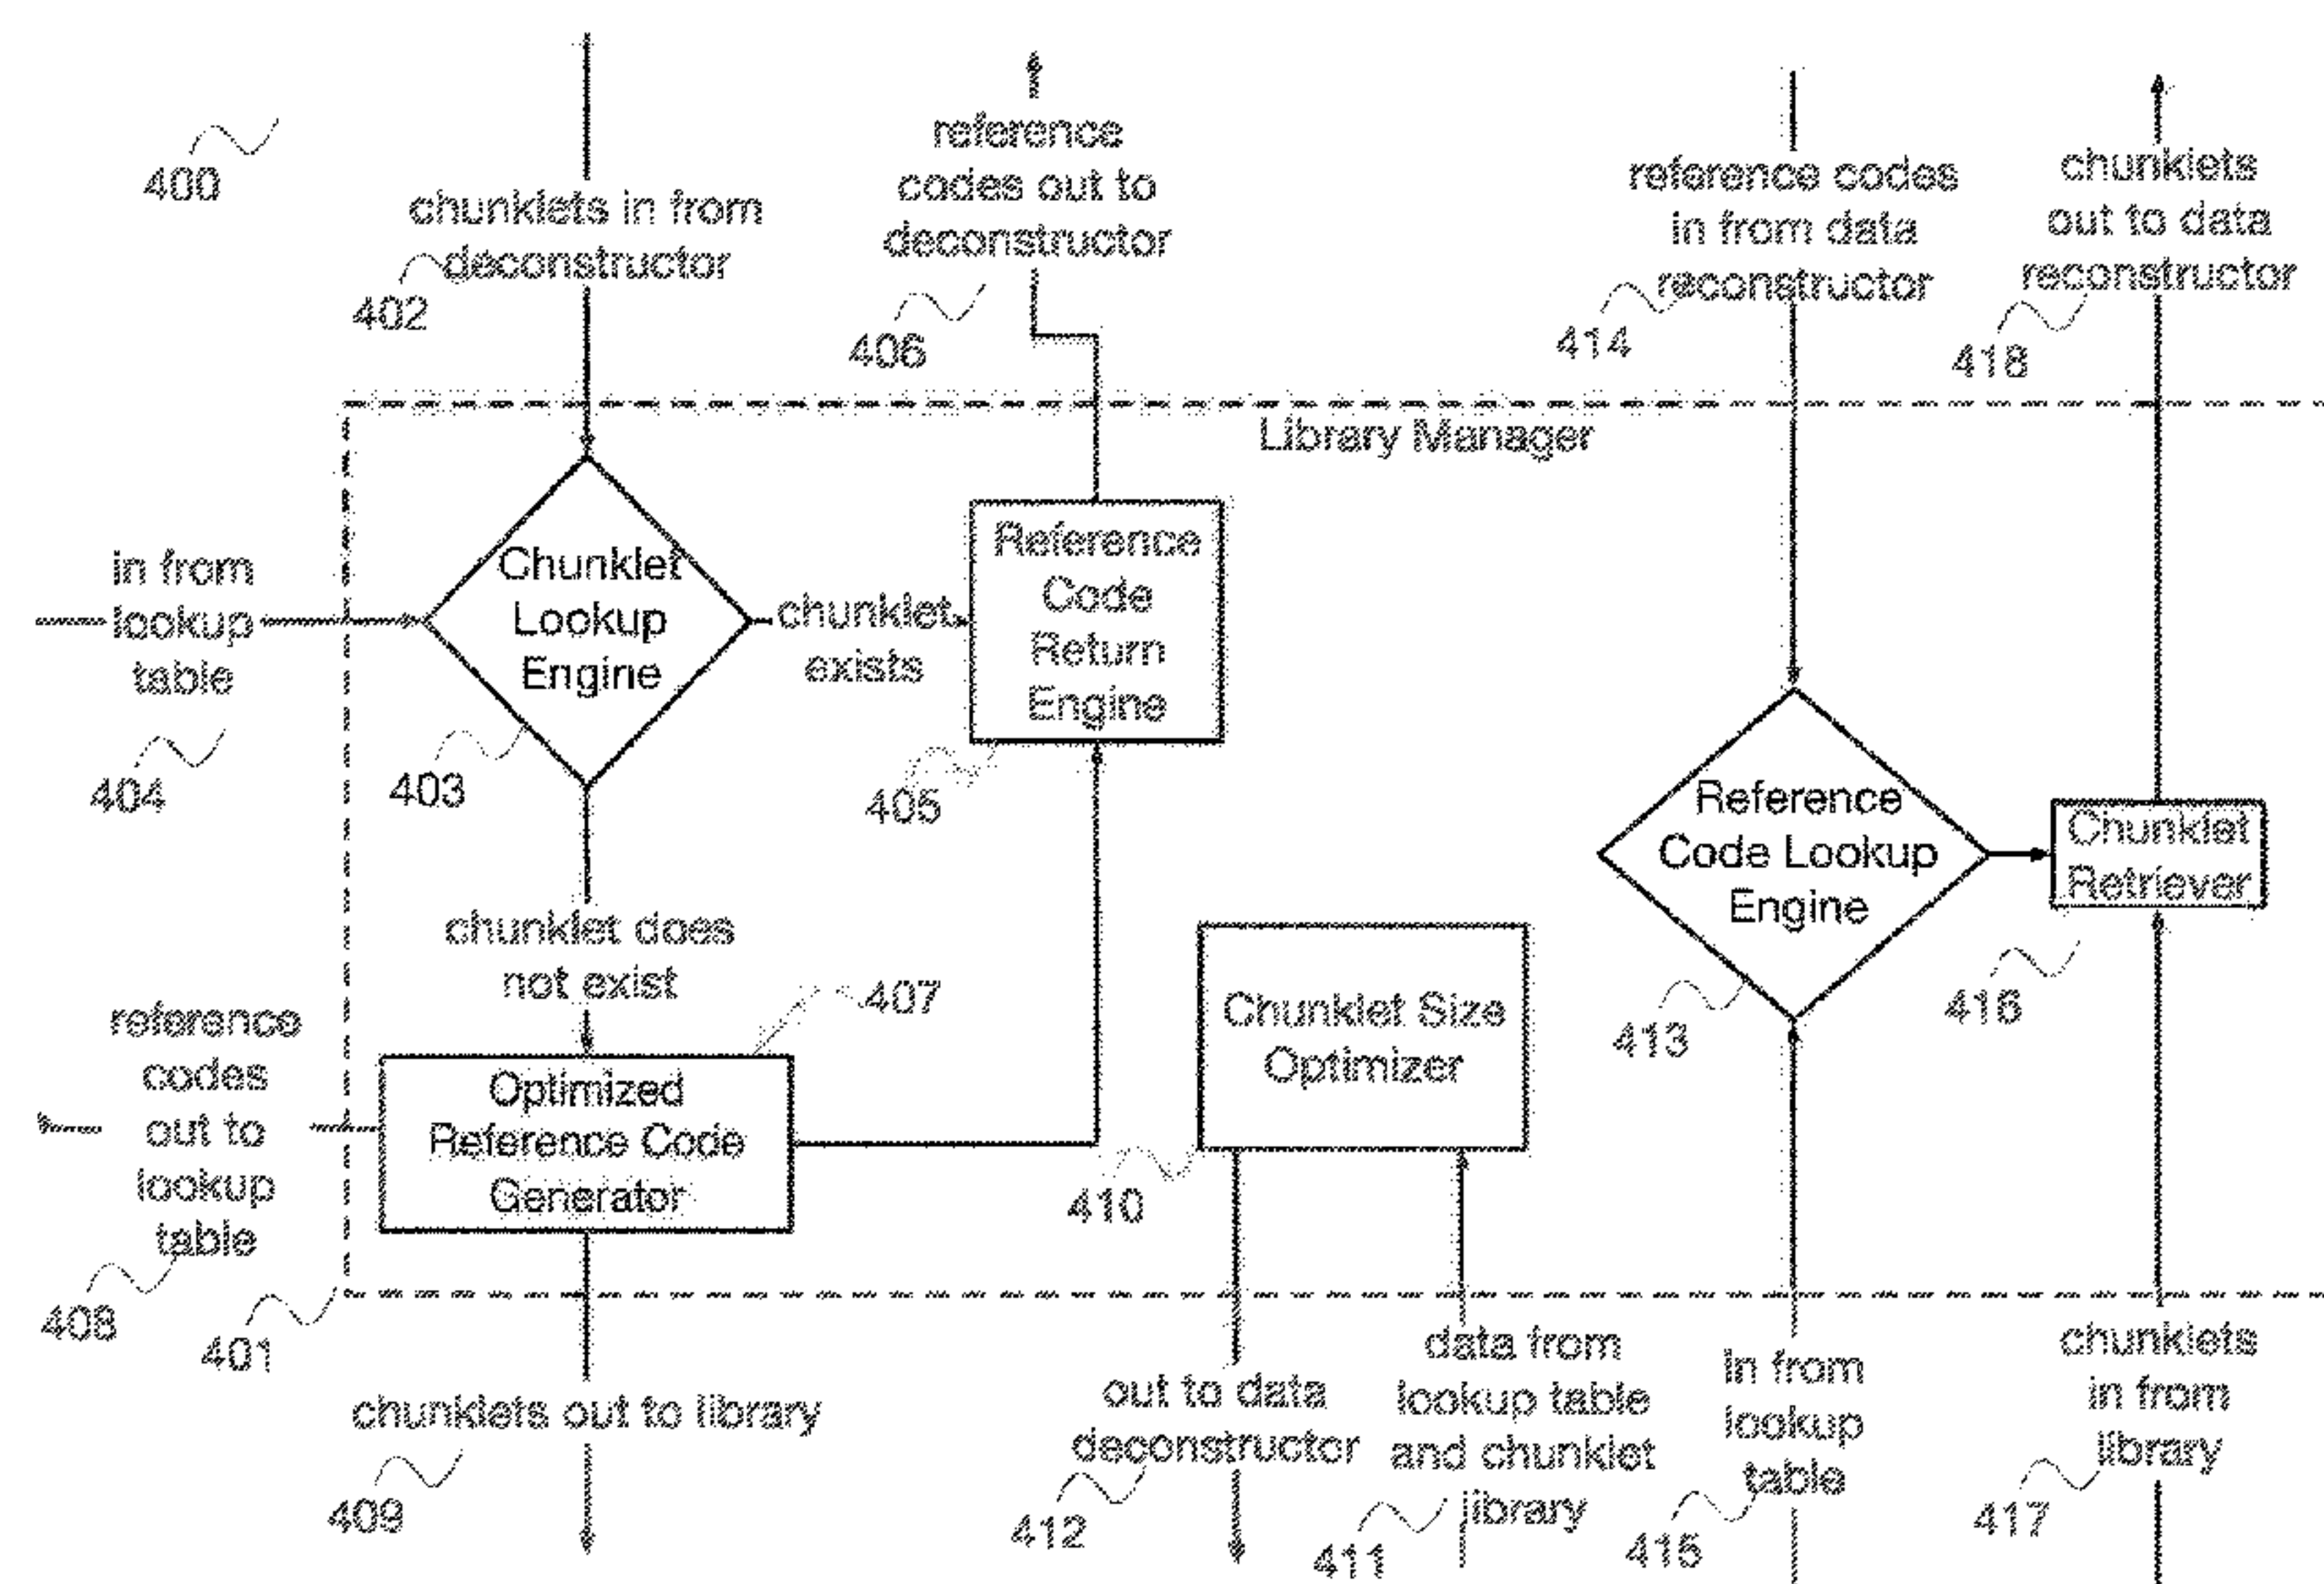 400
chunklets in from
deconstructor
402
reference
codes out to
deconstructor
406
reference codes
in from data
reconstructor
414
chunklets
out to data
reconstructor
418
Library Manager
in from
lookup
table
404
Chunklet
Lookup
Engine
403
chunklet
exists
Reference
Code
Return
Engine
405
chunklet does
not exist
407
reference
codes
out to
lookup
table
408
401
Optimized
Reference Code
Generator
chunklets out to library
409
Chunklet Size
Optimizer
410
out to data
deconstructor
412
data from
lookup table
and chunklet
library
411
Reference
Code Lookup
Engine
413
in from
lookup
table
415
Chunklet
Retriever
416
chunklets
in from
library
417